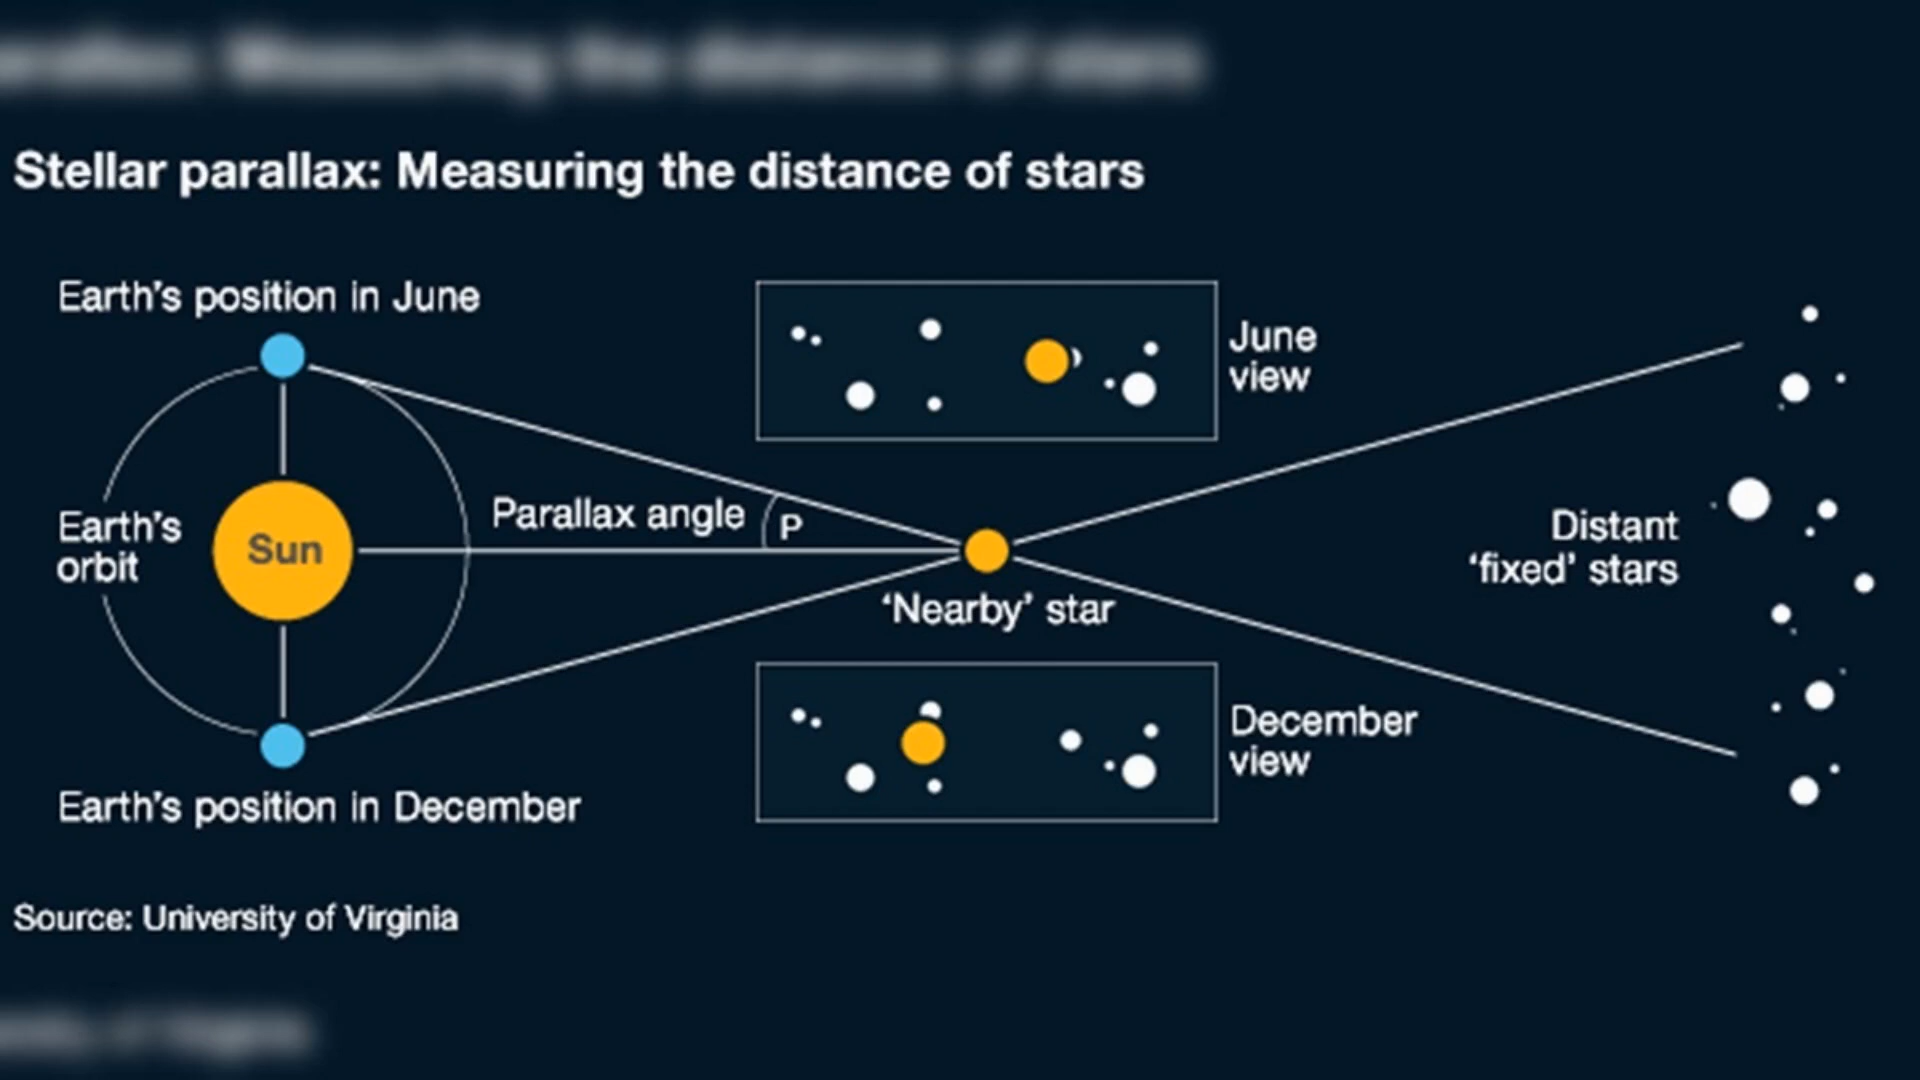 Stellar parallax: Measuring the distance of stars
Earth's position in June
June
view
Earth's
orbit
Sun
Parallax angle
P
'Nearby' star
Distant
'fixed' stars
December
view
Earth's position in December
Source: University of Virginia